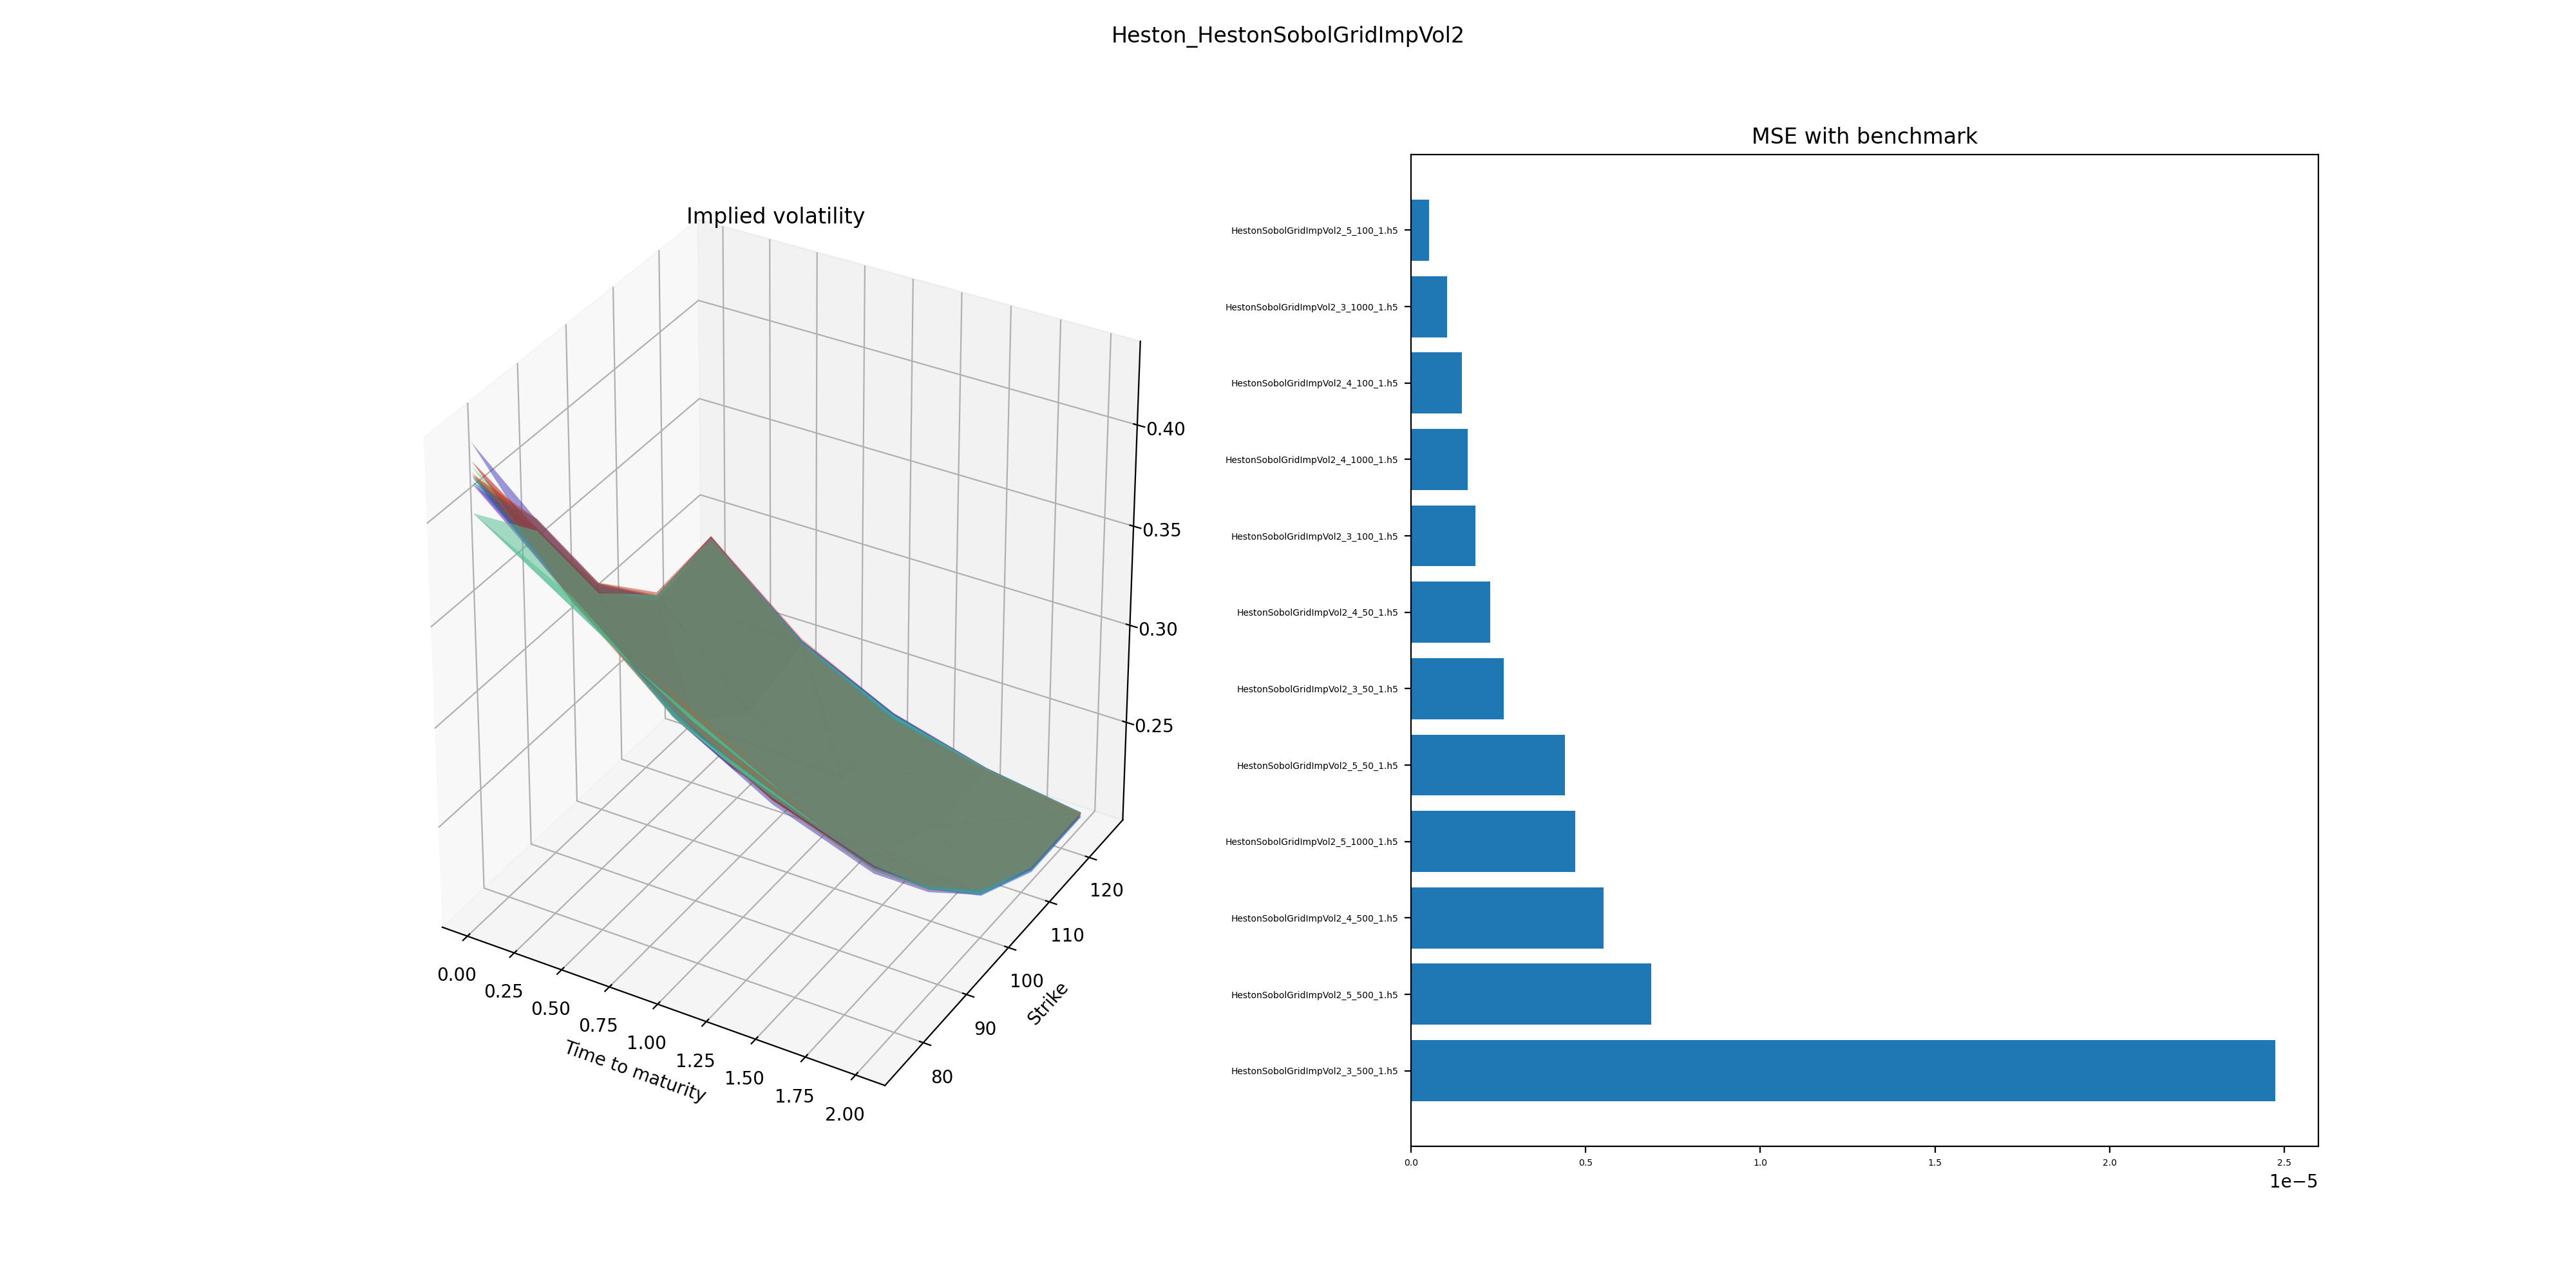 Heston_HestonSobolGridImpVol2
Implied volatility
0.40
0.35
0.30
0.25
120
110
100
90
80
Strike
0.00
0.25
0.50
0.75
1.00
1.25
1.50
1.75
2.00
Time to maturity
MSE with benchmark
HestonSobolGridImpVol2_5_100_1.h5
HestonSobolGridImpVol2_3_1000_1.h5
HestonSobolGridImpVol2_4_100_1.h5
HestonSobolGridImpVol2_4_1000_1.h5
HestonSobolGridImpVol2_3_100_1.h5
HestonSobolGridImpVol2_4_50_1.h5
HestonSobolGridImpVol2_3_50_1.h5
HestonSobolGridImpVol2_5_50_1.h5
HestonSobolGridImpVol2_5_1000_1.h5
HestonSobolGridImpVol2_4_500_1.h5
HestonSobolGridImpVol2_5_500_1.h5
HestonSobolGridImpVol2_3_500_1.h5
0.0 0.5 1.0 1.5 2.0 2.5
1e−5